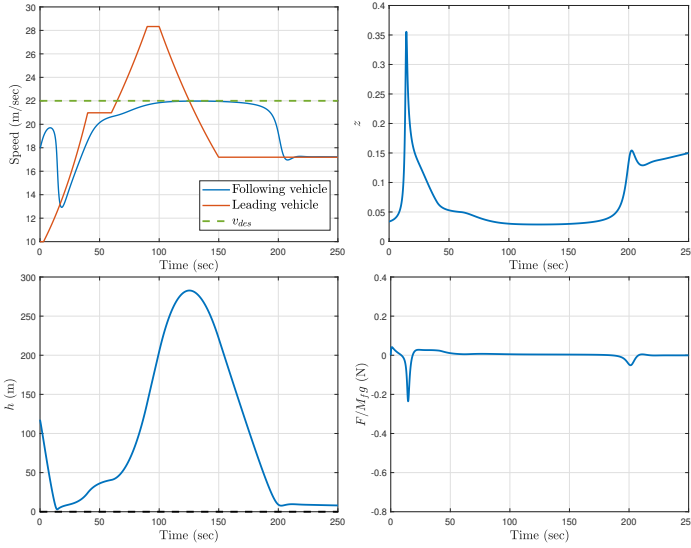 30
28
26
24
22
20
18
16
14
12
10
Speed (m/sec)
Following vehicle
Leading vehicle
v_des
0 50 100 150 200 250
Time (sec)
0.4
0.35
0.3
0.25
0.2
0.15
0.1
0.05
0
z
0 50 100 150 200 250
Time (sec)
300
250
200
150
100
50
0
h (m)
0 50 100 150 200 250
Time (sec)
0.4
0.2
0
-0.2
-0.4
-0.6
-0.8
F/M_f g (N)
0 50 100 150 200 250
Time (sec)